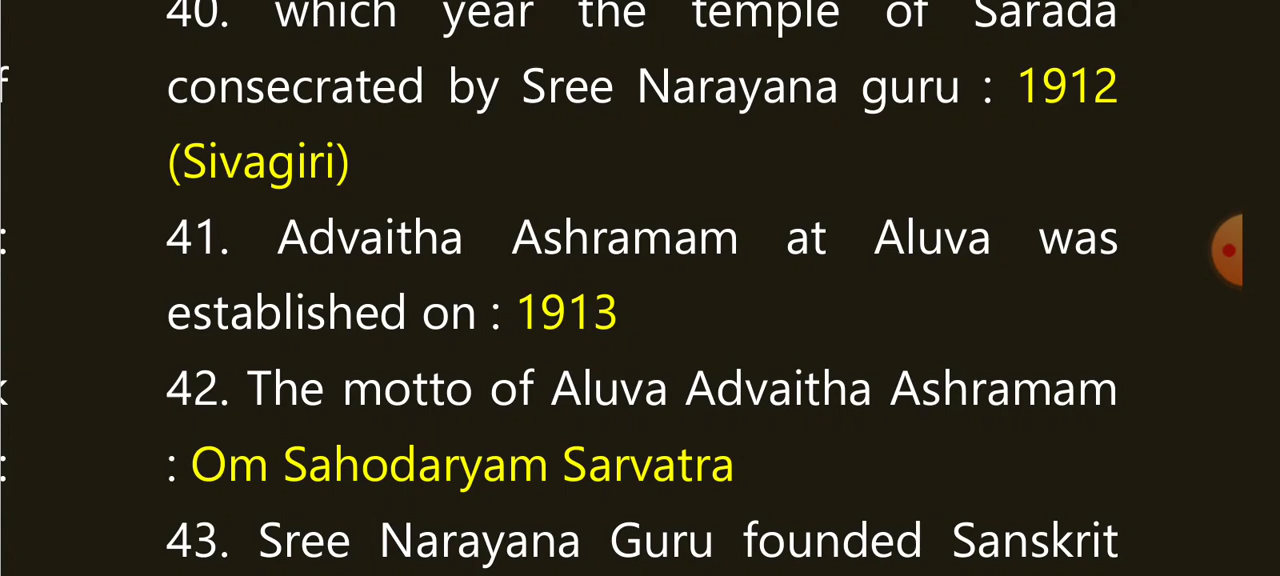 40. which year the temple of Sarada
consecrated by Sree Narayana guru : 1912
(Sivagiri)
41. Advaitha Ashramam at Aluva was
established on : 1913
42. The motto of Aluva Advaitha Ashramam
: Om Sahodaryam Sarvatra
43. Sree Narayana Guru founded Sanskrit